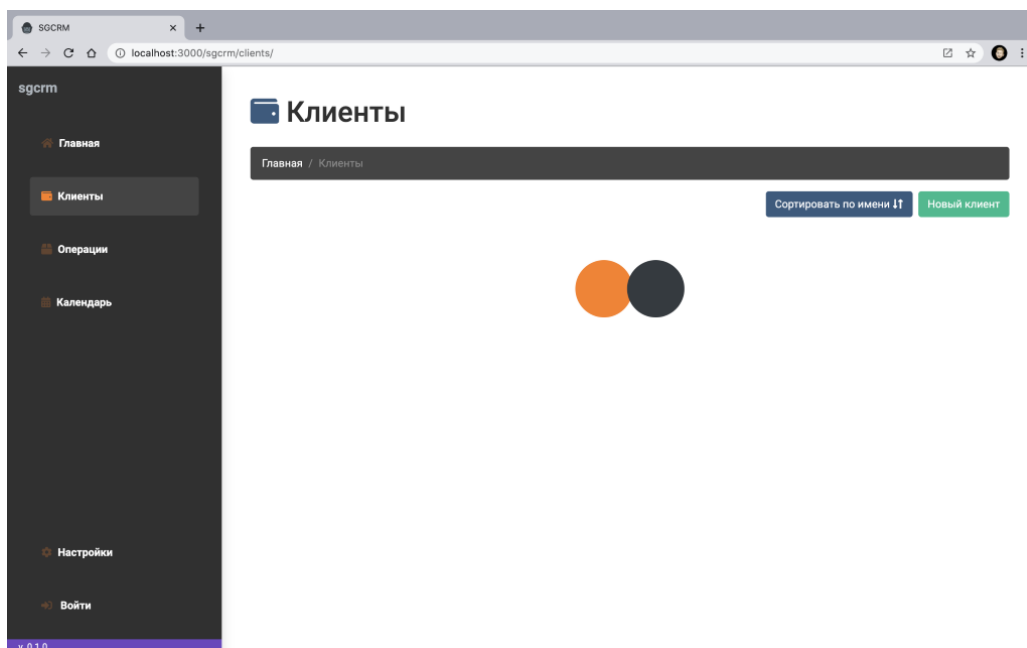 SGCRM
localhost:3000/sgcrm/clients/
sgcrm
Главная
Клиенты
Операции
Календарь
Настройки
Войти
v 0.1.0
Клиенты
Главная / Клиенты
Сортировать по имени
Новый клиент